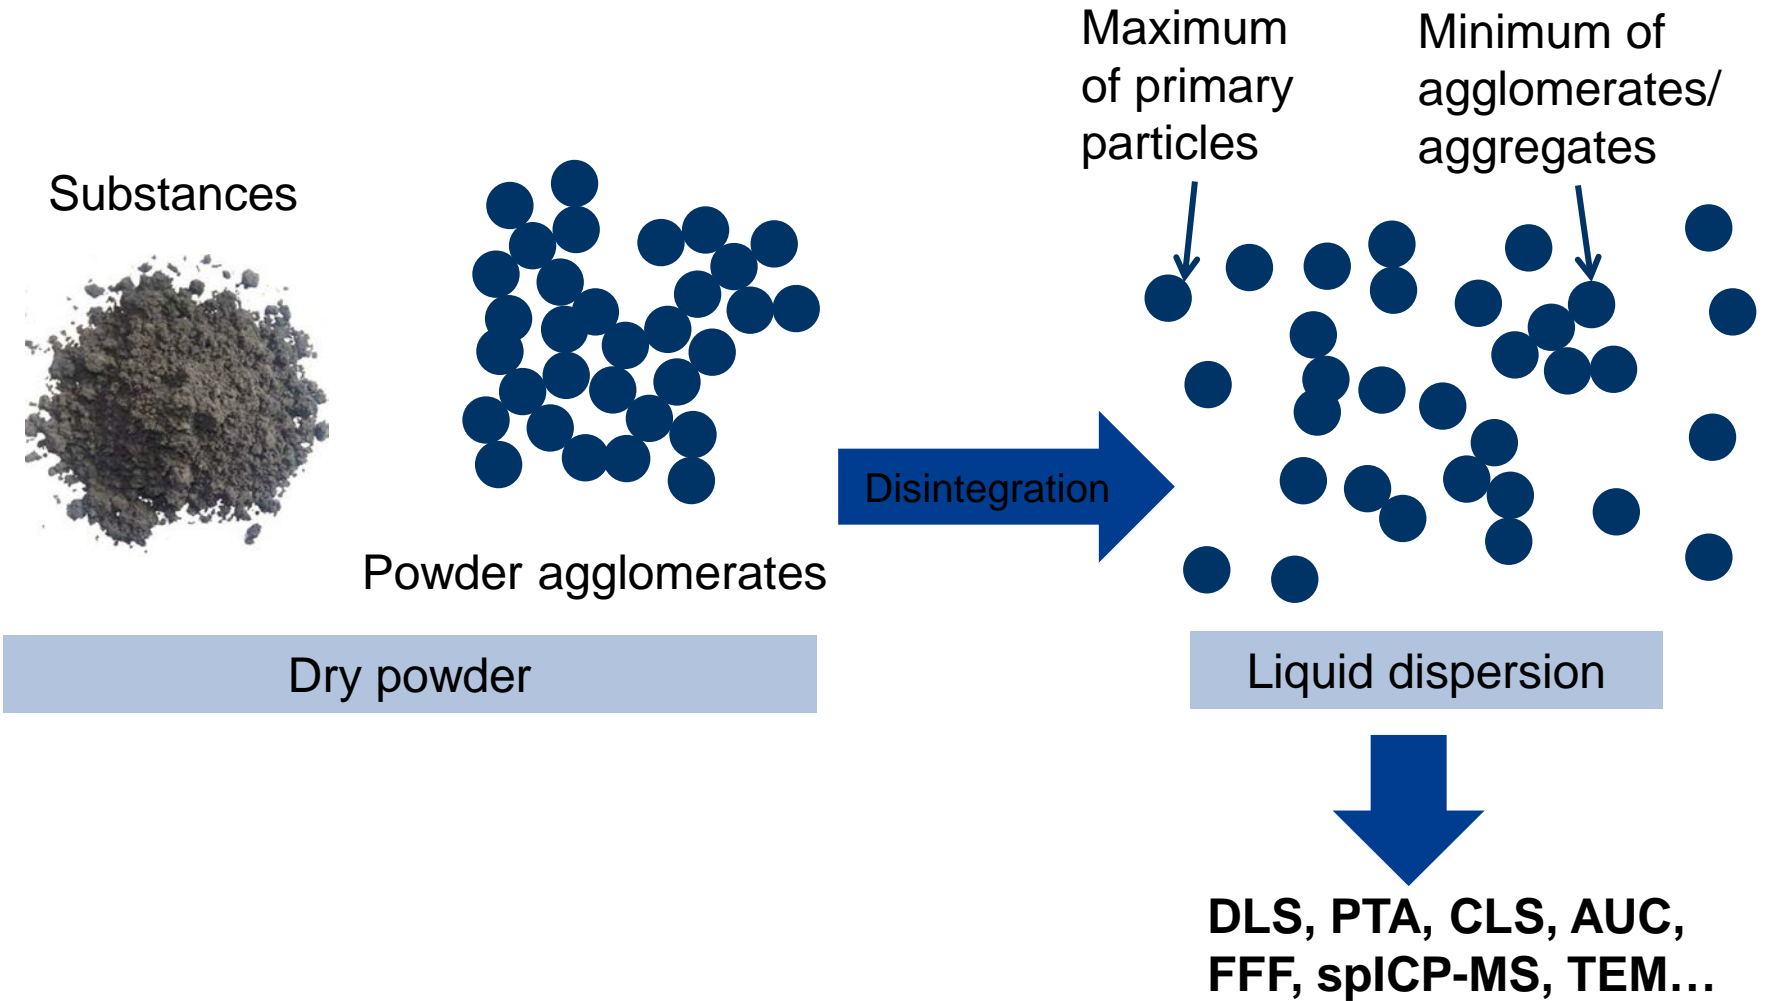 Maximum
of primary
particles
Minimum of
agglomerates/
aggregates
Substances
Disintegration
Powder agglomerates
Dry powder
Liquid dispersion
DLS, PTA, CLS, AUC,
FFF, spICP-MS, TEM…